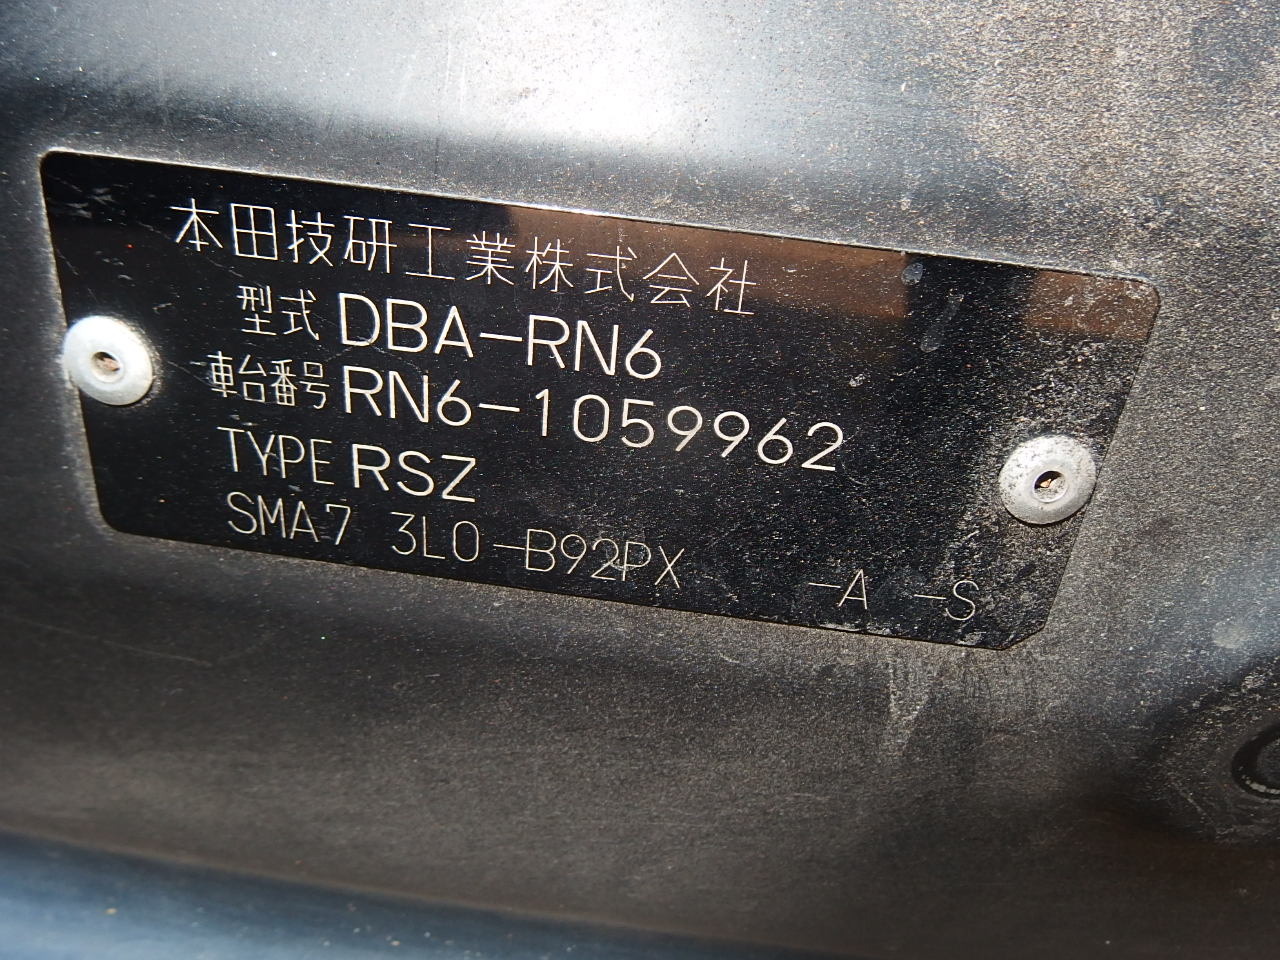 本田技研工業株式会社
型式 DBA-RN6
車台番号 RN6-1059962
TYPE RSZ
SMA7 3L0-B92PX -A -S